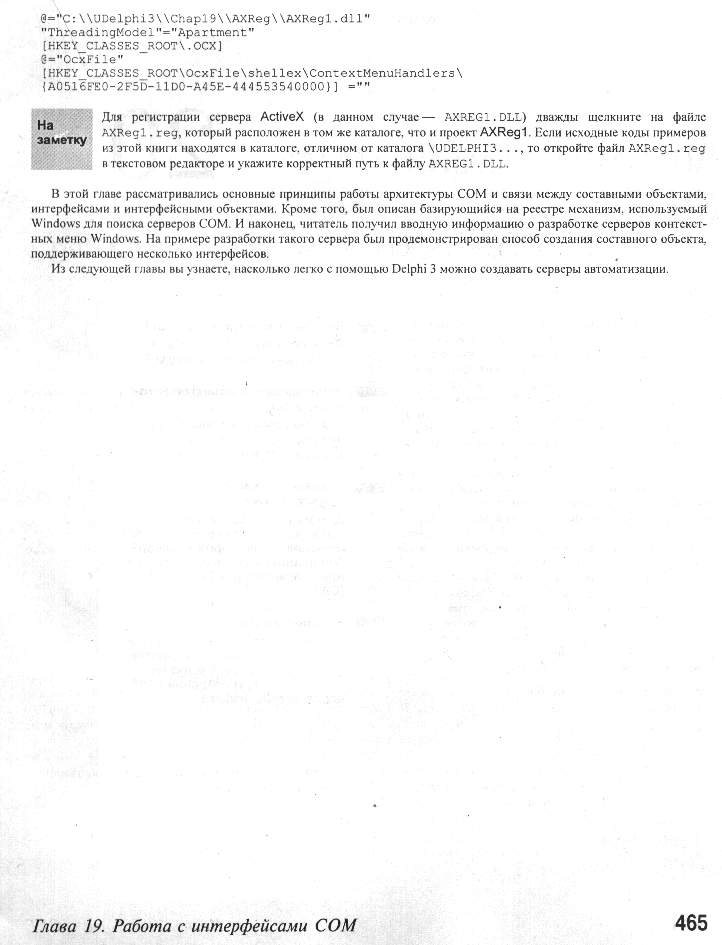 @="C:\\UDelphi3\\Chap19\\AXReg\\AXReg1.dll"
"ThreadingModel"="Apartment"
[HKEY_CLASSES_ROOT\.OCX]
@="OcxFile"
[HKEY_CLASSES_ROOT\OcxFile\shellex\ContextMenuHandlers\
{A0516FE0-2F5D-11D0-A45E-444553540000}] =""
На
заметку
Для регистрации сервера ActiveX (в данном случае — AXREG1.DLL) дважды шелкните на файле
AXReg1.reg, который расположен в том же каталоге, что и проект AXReg1. Если исходные коды примеров
из этой книги находятся в каталоге, отличном от каталога \UDELPHI3..., то откройте файл AXReg1.reg
в текстовом редакторе и укажите корректный путь к файлу AXREG1.DLL.
В этой главе рассматривались основные принципы работы архитектуры COM и связи между составными объектами,
интерфейсами и интерфейсными объектами. Кроме того, был описан базирующийся на реестре механизм, используемый
Windows для поиска серверов COM. И наконец, читатель получил вводную информацию о разработке серверов контекст-
ных меню Windows. На примере разработки такого сервера был продемонстрирован способ создания составного объекта,
поддерживающего несколько интерфейсов.
Из следующей главы вы узнаете, насколько легко с помощью Delphi 3 можно создавать серверы автоматизации.
Глава 19. Работа с интерфейсами COM
465